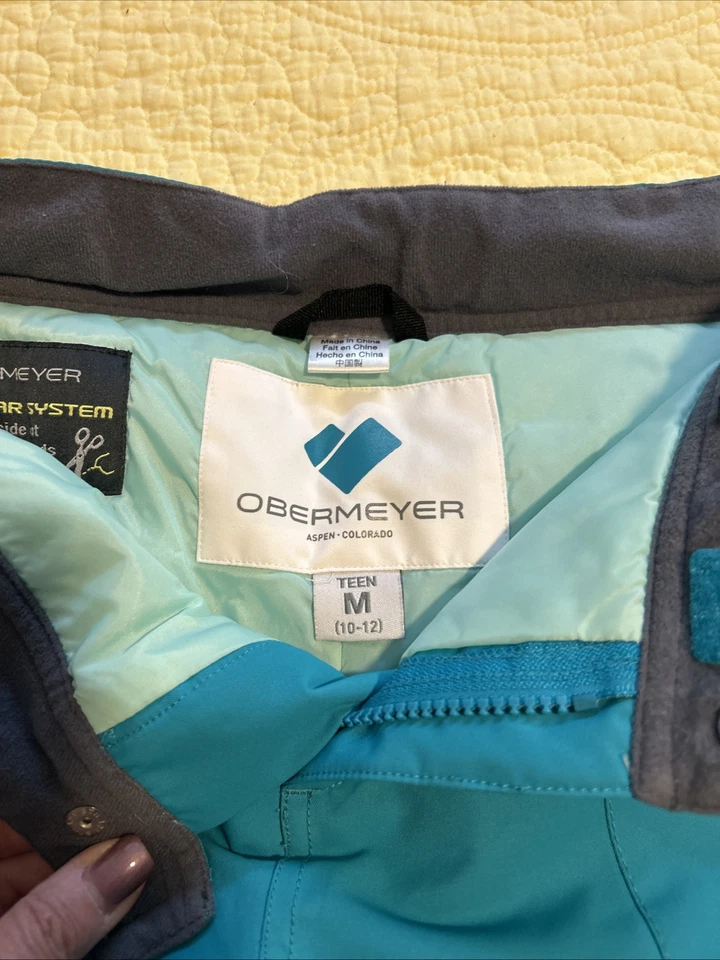 Made in China
Fait en Chine
Hecho en China
中国製
MEYER
AR SYSTEM
OBERMEYER
ASPEN • COLORADO
TEEN
M
(10-12)